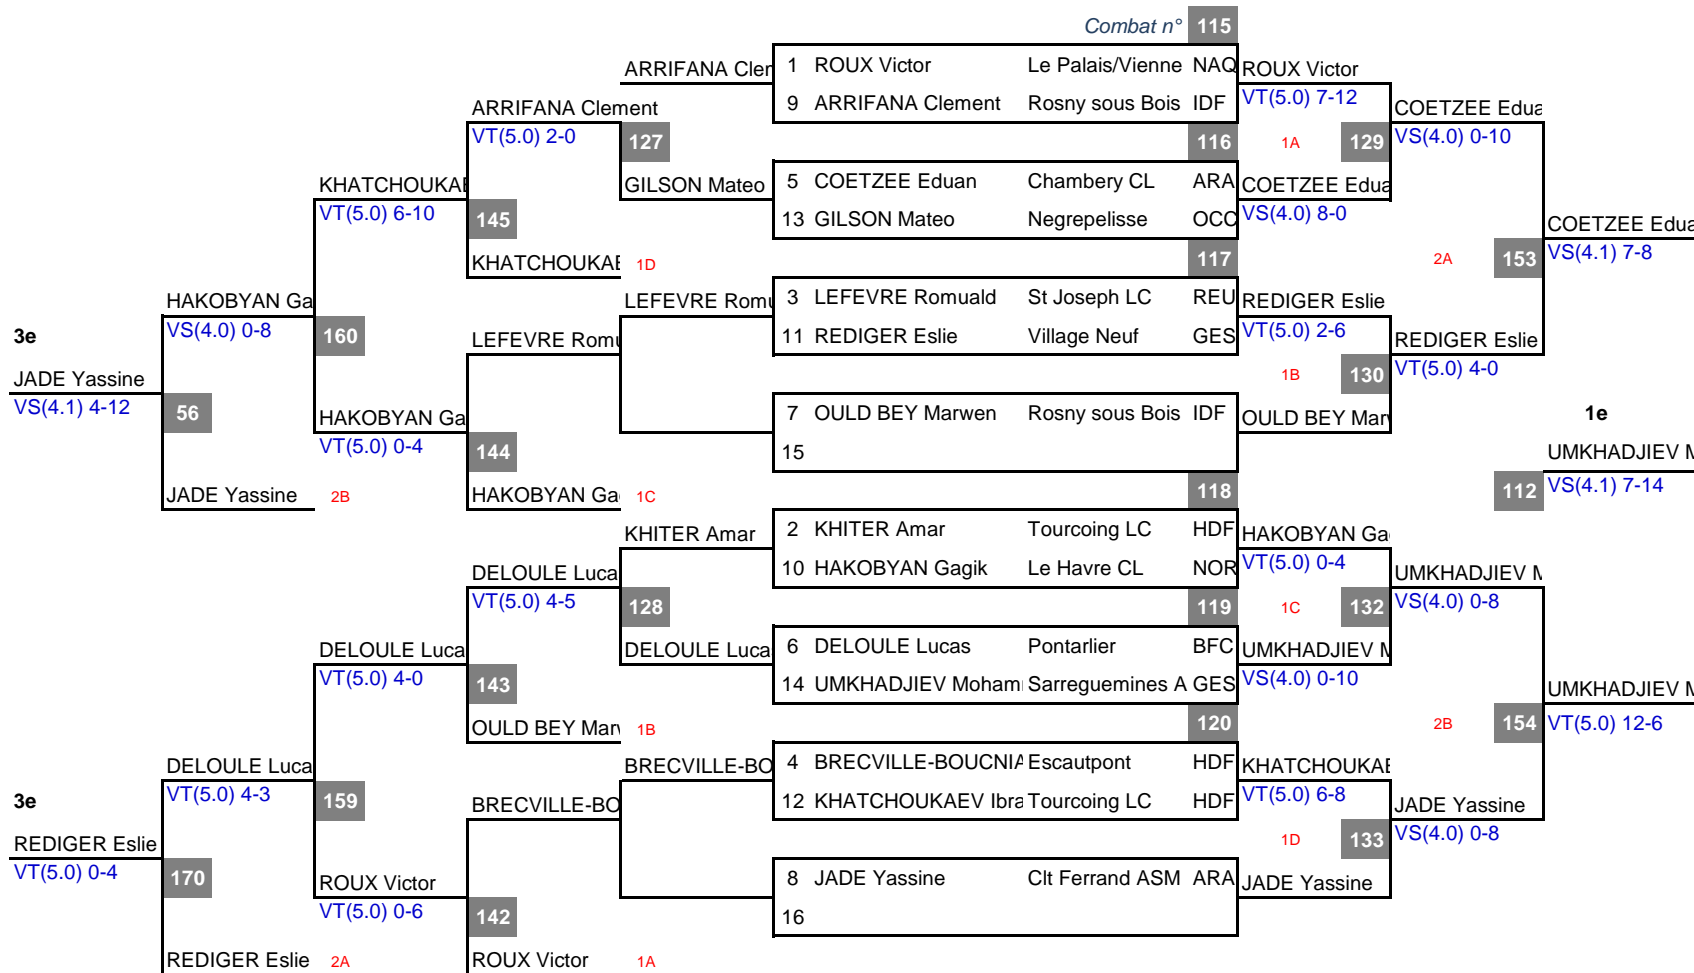 Combat n° 115
ARRIFANA Clem 1 ROUX Victor Le Palais/Vienne NAQ ROUX Victor
ARRIFANA Clement 9 ARRIFANA Clement Rosny sous Bois IDF VT(5.0) 7-12 COETZEE Edua
VT(5.0) 2-0 127 116 1A 129 VS(4.0) 0-10
KHATCHOUKAE GILSON Mateo 5 COETZEE Eduan Chambery CL ARA COETZEE Edua
VT(5.0) 6-10 145 13 GILSON Mateo Negrepelisse OCC VS(4.0) 8-0 COETZEE Edua
KHATCHOUKAE 1D 117 2A 153 VS(4.1) 7-8
HAKOBYAN Ga LEFEVRE Romu 3 LEFEVRE Romuald St Joseph LC REU REDIGER Eslie
3e VS(4.0) 0-8 160 LEFEVRE Romu 11 REDIGER Eslie Village Neuf GES VT(5.0) 2-6 REDIGER Eslie
JADE Yassine 1B 130 VT(5.0) 4-0
VS(4.1) 4-12 56 HAKOBYAN Ga 7 OULD BEY Marwen Rosny sous Bois IDF OULD BEY Marw 1e
VT(5.0) 0-4 144 15 UMKHADJIEV M
JADE Yassine 2B HAKOBYAN Ga 1C 118 112 VS(4.1) 7-14
KHITER Amar 2 KHITER Amar Tourcoing LC HDF HAKOBYAN Ga
DELOULE Luca 10 HAKOBYAN Gagik Le Havre CL NOR VT(5.0) 0-4 UMKHADJIEV M
VT(5.0) 4-5 128 119 1C 132 VS(4.0) 0-8
DELOULE Luca DELOULE Luca 6 DELOULE Lucas Pontarlier BFC UMKHADJIEV M
VT(5.0) 4-0 143 14 UMKHADJIEV Moham Sarreguemines A GES VS(4.0) 0-10 UMKHADJIEV M
OULD BEY Marw 1B 120 2B 154 VT(5.0) 12-6
DELOULE Luca BRECVILLE-BO 4 BRECVILLE-BOUCNIA Escautpont HDF KHATCHOUKAE
3e VT(5.0) 4-3 159 BRECVILLE-BO 12 KHATCHOUKAEV Ibra Tourcoing LC HDF VT(5.0) 6-8 JADE Yassine
REDIGER Eslie 1D 133 VS(4.0) 0-8
VT(5.0) 0-4 170 ROUX Victor 8 JADE Yassine Clt Ferrand ASM ARA JADE Yassine
VT(5.0) 0-6 142 16
REDIGER Eslie 2A ROUX Victor 1A